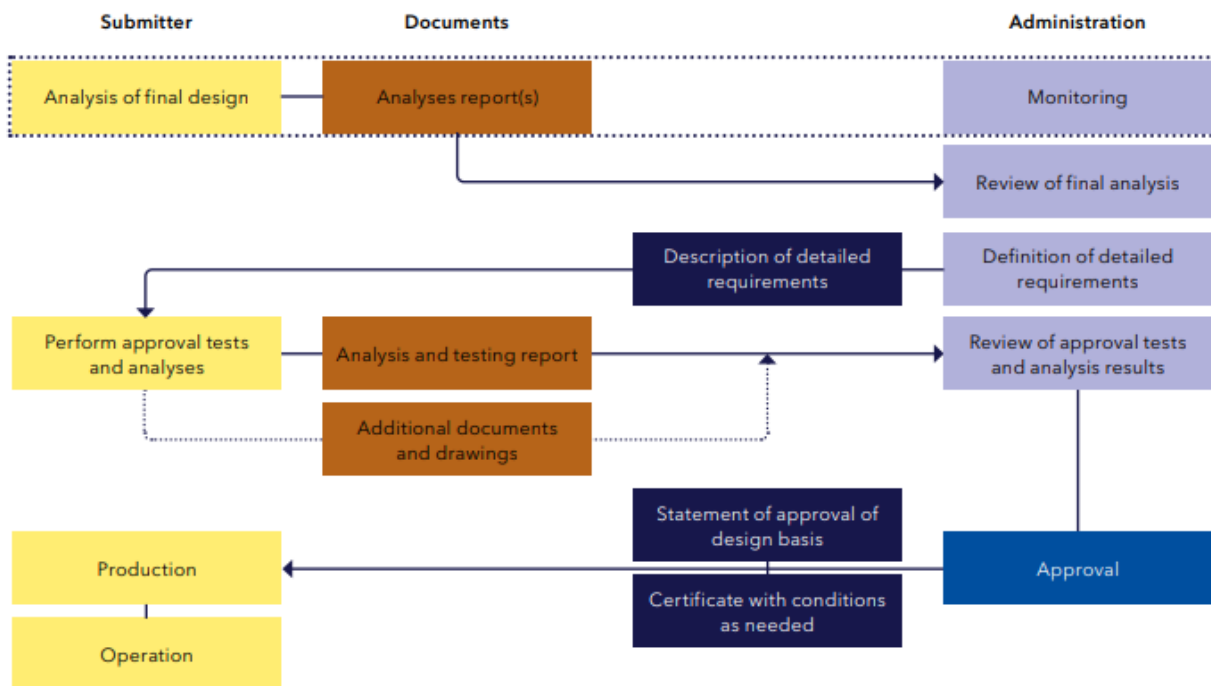 Submitter
Documents
Administration
Analysis of final design
Analyses report(s)
Monitoring
Review of final analysis
Description of detailed
requirements
Definition of detailed
requirements
Perform approval tests
and analyses
Analysis and testing report
Review of approval tests
and analysis results
Additional documents
and drawings
Statement of approval of
design basis
Production
Approval
Certificate with conditions
as needed
Operation